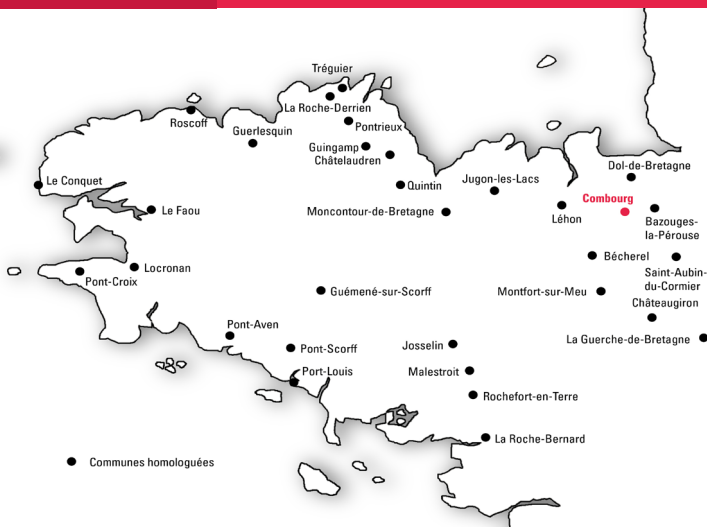 Tréguier
La Roche-Derrien
Roscoff
Pontrieux
Guerlesquin
Guingamp
Châtelaudren
Dol-de-Bretagne
Le Conquet
Quintin
Jugon-les-Lacs
Combourg
Le Faou
Moncontour-de-Bretagne
Léhon
Bazouges-
la-Pérouse
Bécherel
Locronan
Saint-Aubin-
du-Cormier
Pont-Croix
Guémené-sur-Scorff
Montfort-sur-Meu
Châteaugiron
Pont-Aven
La Guerche-de-Bretagne
Pont-Scorff
Josselin
Port-Louis
Malestroit
Rochefort-en-Terre
La Roche-Bernard
Communes homologuées